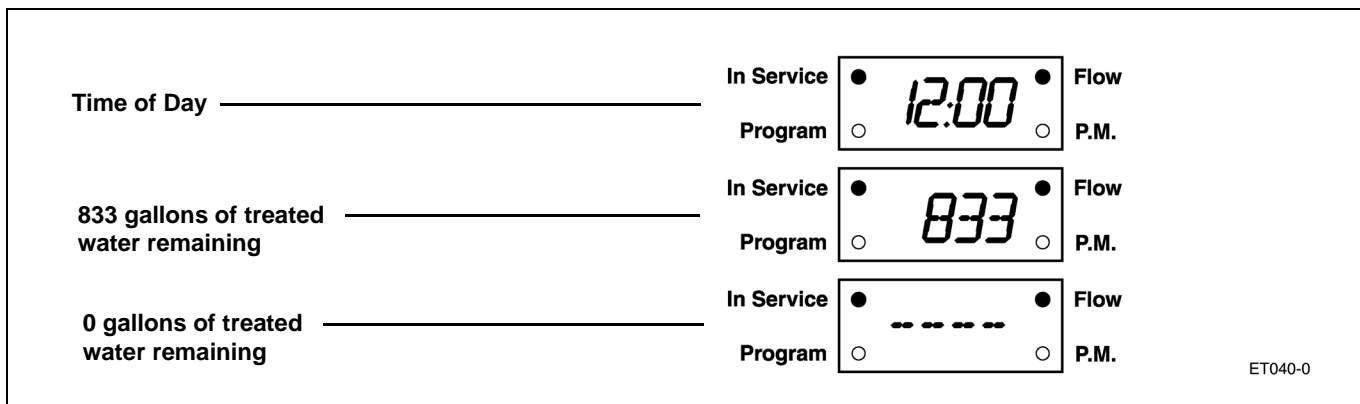 Time of Day
In Service
12:00
Flow
Program
P.M.
833 gallons of treated
water remaining
In Service
833
Flow
Program
P.M.
0 gallons of treated
water remaining
In Service
----
Flow
Program
P.M.
ET040-0